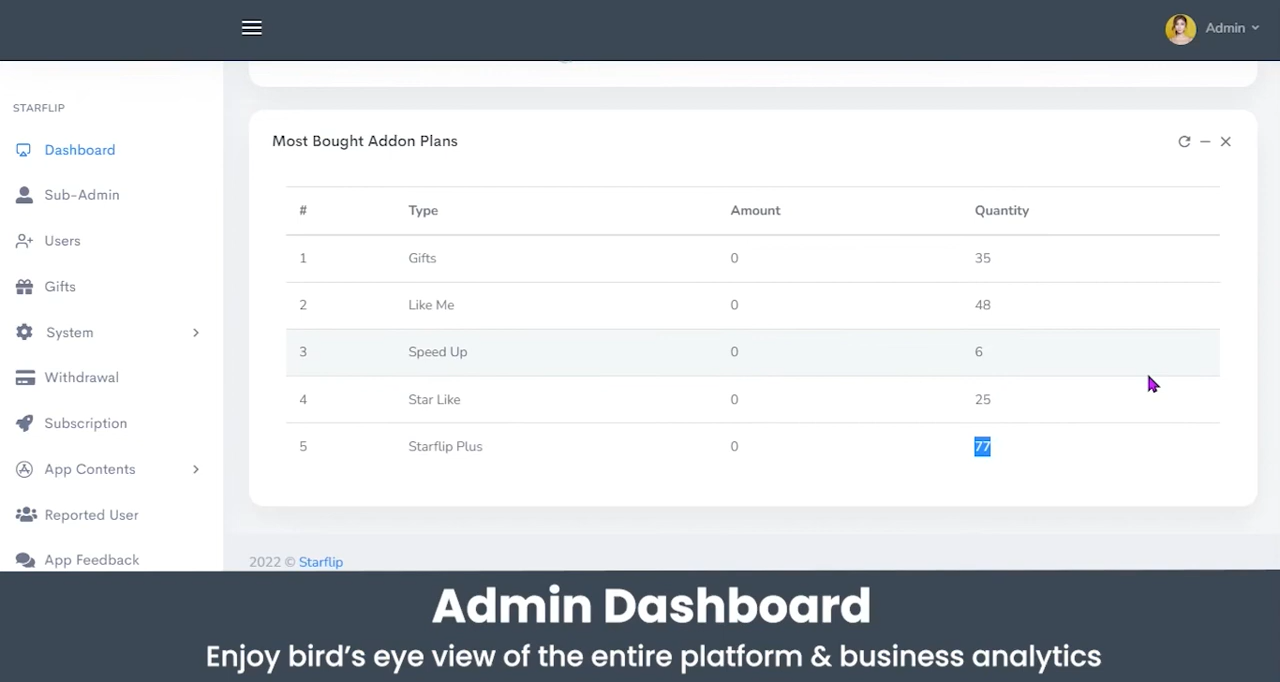 Admin
STARFLIP
Dashboard
Sub-Admin
Users
Gifts
System
Withdrawal
Subscription
App Contents
Reported User
App Feedback
Most Bought Addon Plans
# Type Amount Quantity
1 Gifts 0 35
2 Like Me 0 48
3 Speed Up 0 6
4 Star Like 0 25
5 Starflip Plus 0 77
2022 © Starflip
Admin Dashboard
Enjoy bird's eye view of the entire platform & business analytics